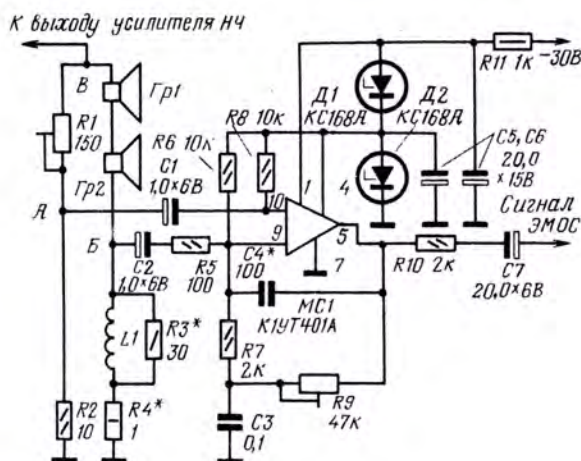 К выходу усилителя НЧ
В
Гр1
R1
150
Гр2
А
Б
C1
1,0×6В
R6 10к
R8 10к
Д1
КС168А
Д2
КС168А
R11 1к
-30В
C5, C6
20,0
×15В
1
4
10
9
5
7
C2
1,0×6В
R5
100
C4*
100
МС1
К1УТ401А
Сигнал
ЭМОС
R10 2к
C7
20,0×6В
L1
R3*
30
R7
2к
R9
47к
R2
10
R4*
1
C3
0,1